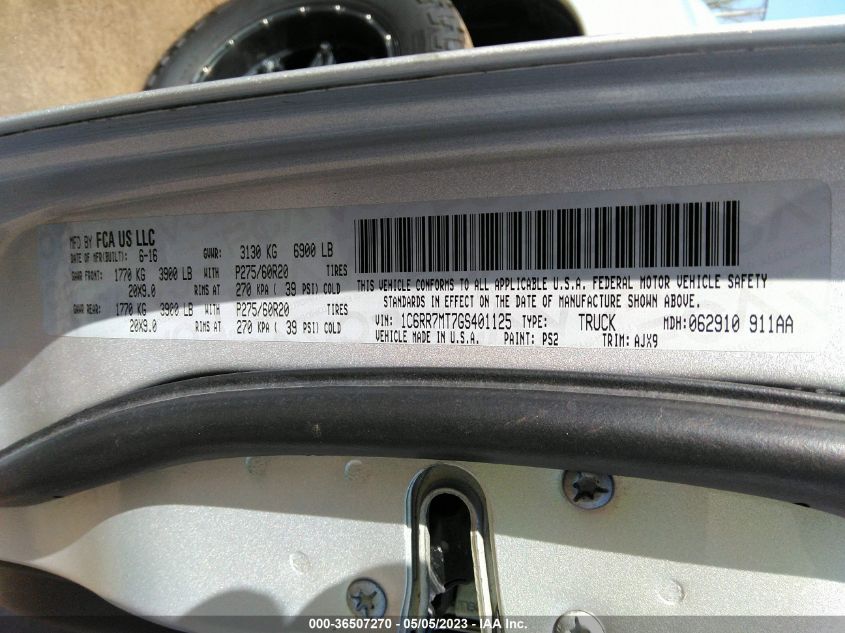 MFD BY FCA US LLC
DATE OF MFR(BUILT): 6-16 GVWR: 3130 KG 6900 LB
GAWR FRONT: 1770 KG 3900 LB WITH P275/60R20 TIRES
20X9.0 RIMS AT 270 KPA ( 39 PSI) COLD
GAWR REAR: 1770 KG 3900 LB WITH P275/60R20 TIRES
20X9.0 RIMS AT 270 KPA ( 39 PSI) COLD
THIS VEHICLE CONFORMS TO ALL APPLICABLE U.S.A. FEDERAL MOTOR VEHICLE SAFETY
STANDARDS IN EFFECT ON THE DATE OF MANUFACTURE SHOWN ABOVE.
VIN: 1C6RR7MT7GS401125 TYPE: TRUCK MDH: 062910 911AA
VEHICLE MADE IN U.S.A. PAINT: PS2 TRIM: AJX9
000-36507270 - 05/05/2023 - IAA Inc.